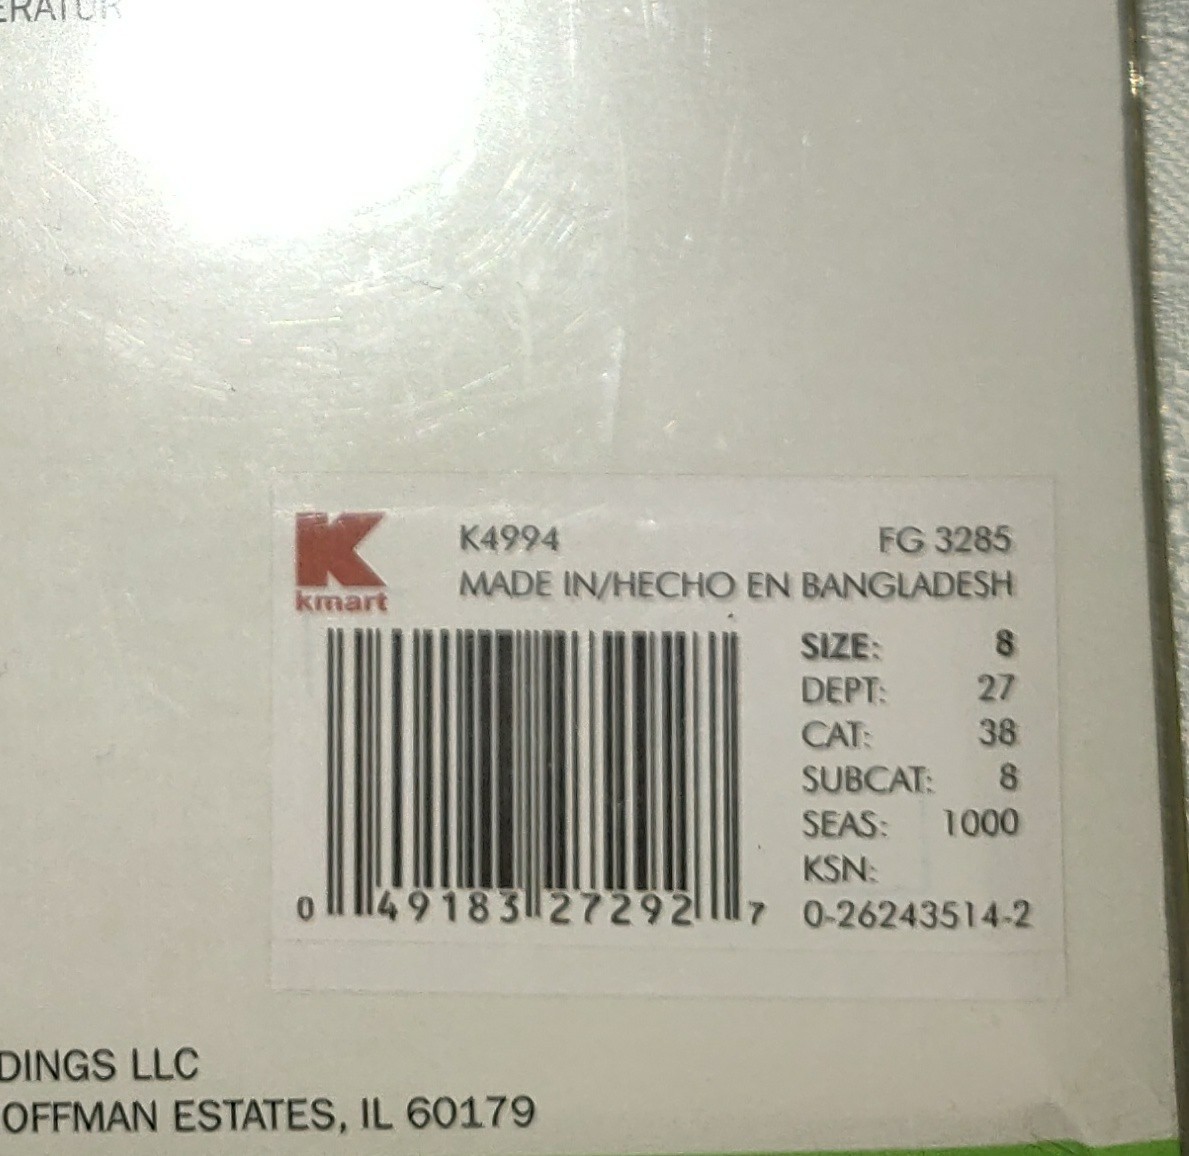 ERATUR
kmart
K4994 FG 3285
MADE IN/HECHO EN BANGLADESH
SIZE: 8
DEPT: 27
CAT: 38
SUBCAT: 8
SEAS: 1000
KSN:
0-26243514-2
0 49183 27292 7
DINGS LLC
OFFMAN ESTATES, IL 60179